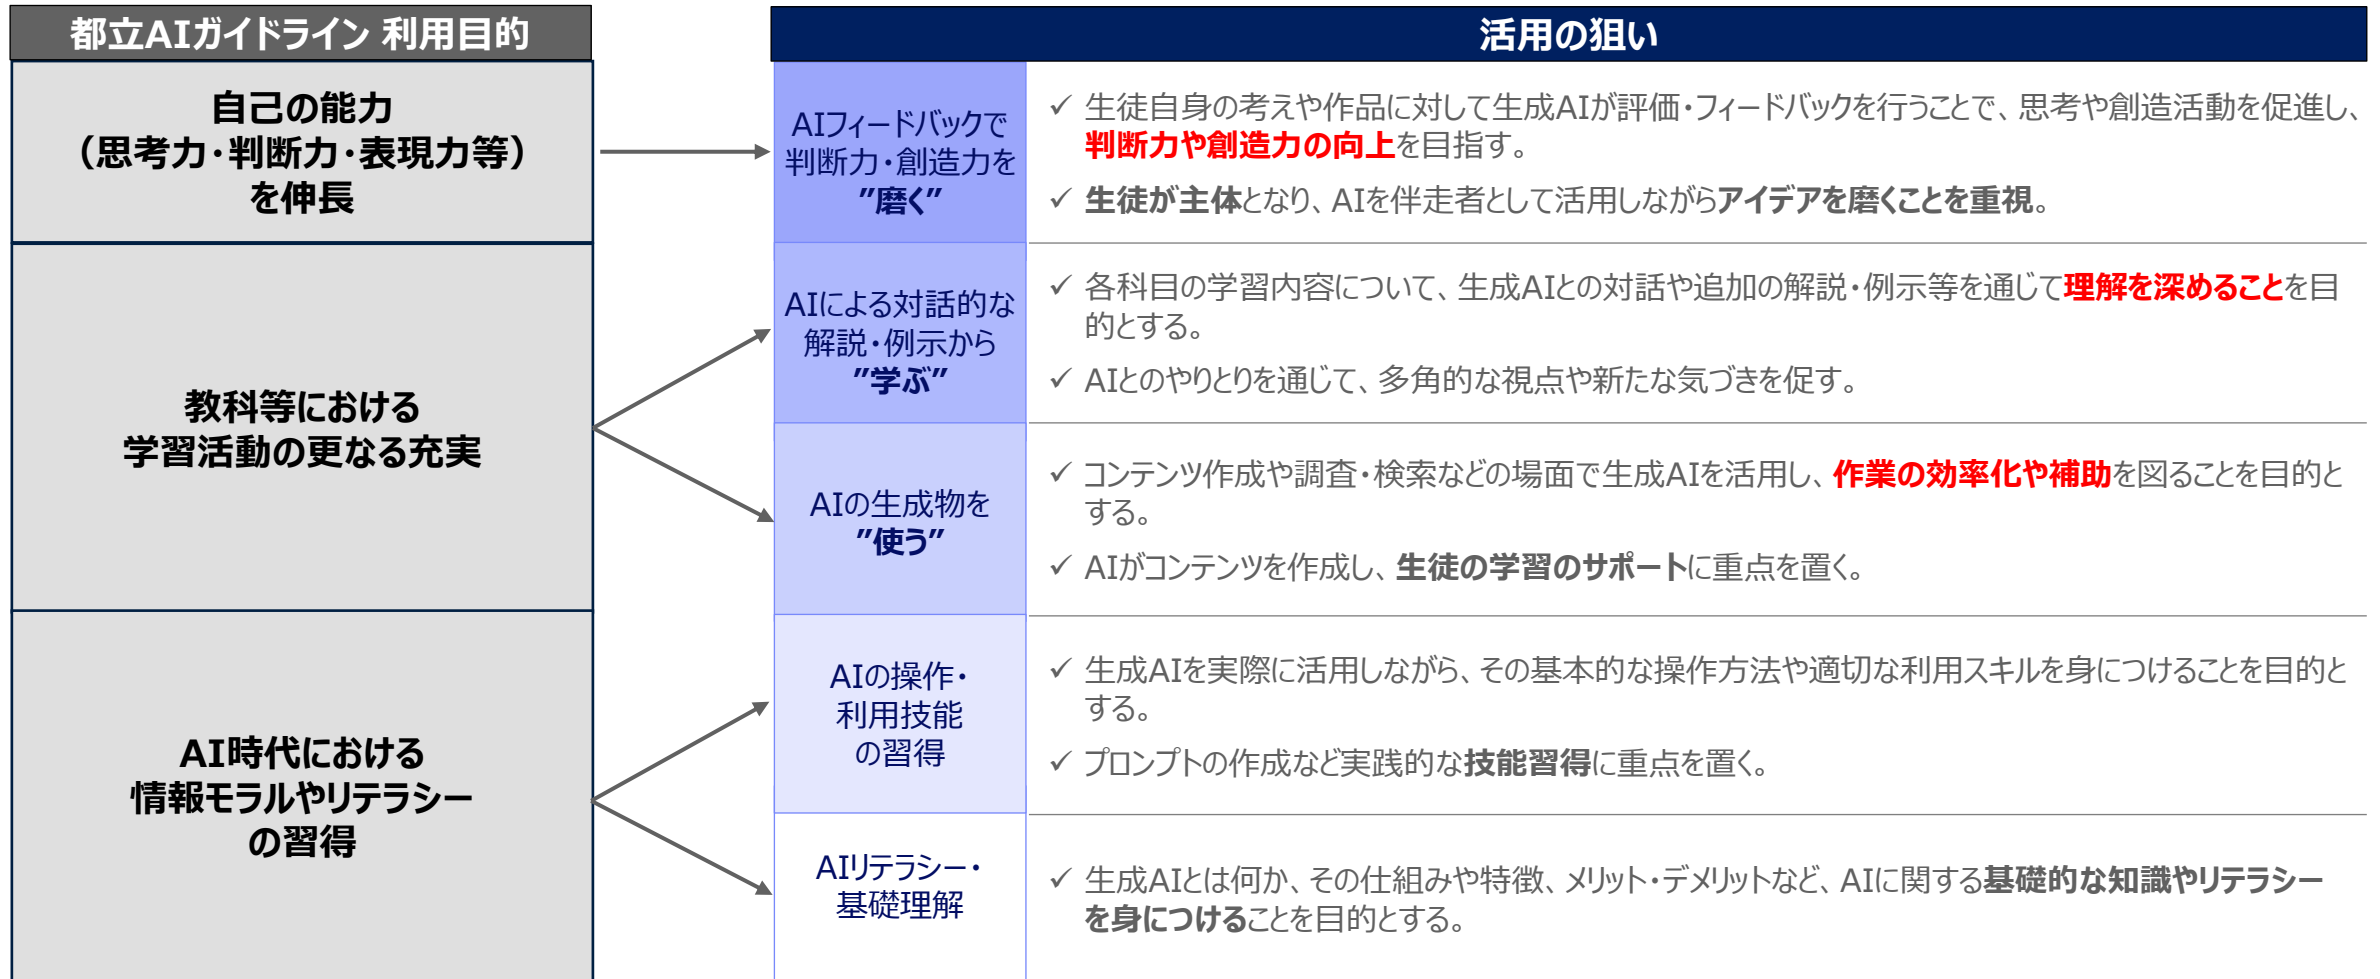 都立AIガイドライン 利用目的
活用の狙い
自己の能力
（思考力・判断力・表現力等）
を伸長
AIフィードバックで
判断力・創造力を
”磨く”
✓ 生徒自身の考えや作品に対して生成AIが評価・フィードバックを行うことで、思考や創造活動を促進し、
判断力や創造力の向上を目指す。
✓ 生徒が主体となり、AIを伴走者として活用しながらアイデアを磨くことを重視。
教科等における
学習活動の更なる充実
AIによる対話的な
解説・例示から
”学ぶ”
✓ 各科目の学習内容について、生成AIとの対話や追加の解説・例示等を通じて理解を深めることを目
的とする。
✓ AIとのやりとりを通じて、多角的な視点や新たな気づきを促す。
AIの生成物を
”使う”
✓ コンテンツ作成や調査・検索などの場面で生成AIを活用し、作業の効率化や補助を図ることを目的と
する。
✓ AIがコンテンツを作成し、生徒の学習のサポートに重点を置く。
AI時代における
情報モラルやリテラシー
の習得
AIの操作・
利用技能
の習得
✓ 生成AIを実際に活用しながら、その基本的な操作方法や適切な利用スキルを身につけることを目的と
する。
✓ プロンプトの作成など実践的な技能習得に重点を置く。
AIリテラシー・
基礎理解
✓ 生成AIとは何か、その仕組みや特徴、メリット・デメリットなど、AIに関する基礎的な知識やリテラシー
を身につけることを目的とする。